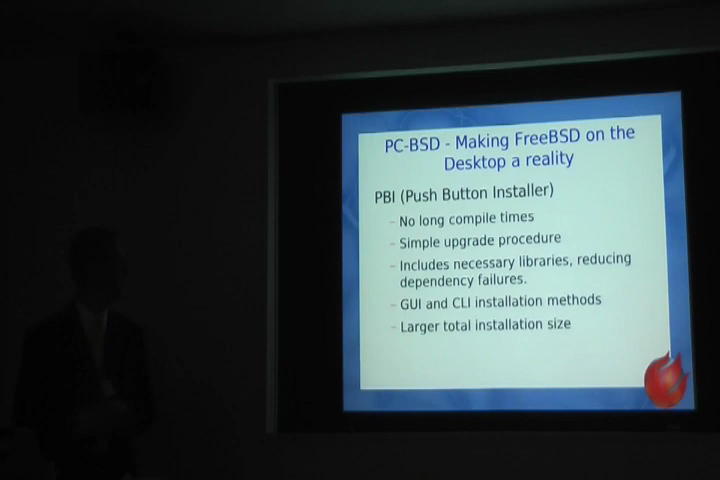 PC-BSD - Making FreeBSD on the
Desktop a reality
PBI (Push Button Installer)
– No long compile times
– Simple upgrade procedure
– Includes necessary libraries, reducing
dependency failures.
– GUI and CLI installation methods
– Larger total installation size